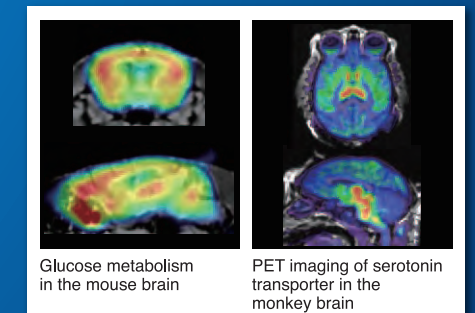 Glucose metabolism
in the mouse brain
PET imaging of serotonin
transporter in the
monkey brain